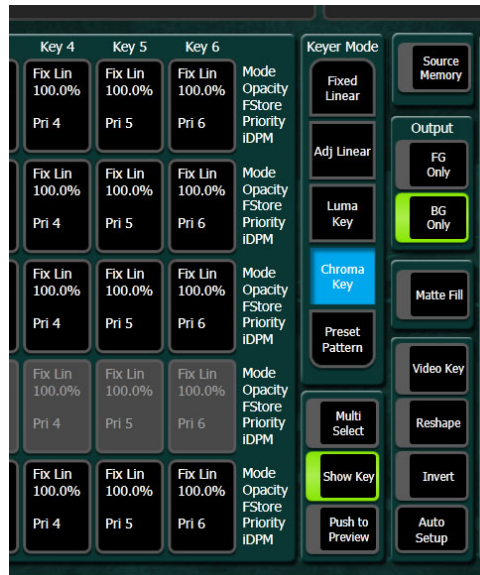 Key 4 Key 5 Key 6
Fix Lin Fix Lin Fix Lin Mode
100.0% 100.0% 100.0% Opacity
FStore
Pri 4 Pri 5 Pri 6 Priority
iDPM
Fix Lin Fix Lin Fix Lin Mode
100.0% 100.0% 100.0% Opacity
FStore
Pri 4 Pri 5 Pri 6 Priority
iDPM
Fix Lin Fix Lin Fix Lin Mode
100.0% 100.0% 100.0% Opacity
FStore
Pri 4 Pri 5 Pri 6 Priority
iDPM
Fix Lin Fix Lin Fix Lin Mode
100.0% 100.0% 100.0% Opacity
FStore
Pri 4 Pri 5 Pri 6 Priority
iDPM
Fix Lin Fix Lin Fix Lin Mode
100.0% 100.0% 100.0% Opacity
FStore
Pri 4 Pri 5 Pri 6 Priority
iDPM
Keyer Mode
Fixed
Linear
Adj Linear
Luma
Key
Chroma
Key
Preset
Pattern
Multi
Select
Show Key
Push to
Preview
Source
Memory
Output
FG
Only
BG
Only
Matte Fill
Video Key
Reshape
Invert
Auto
Setup